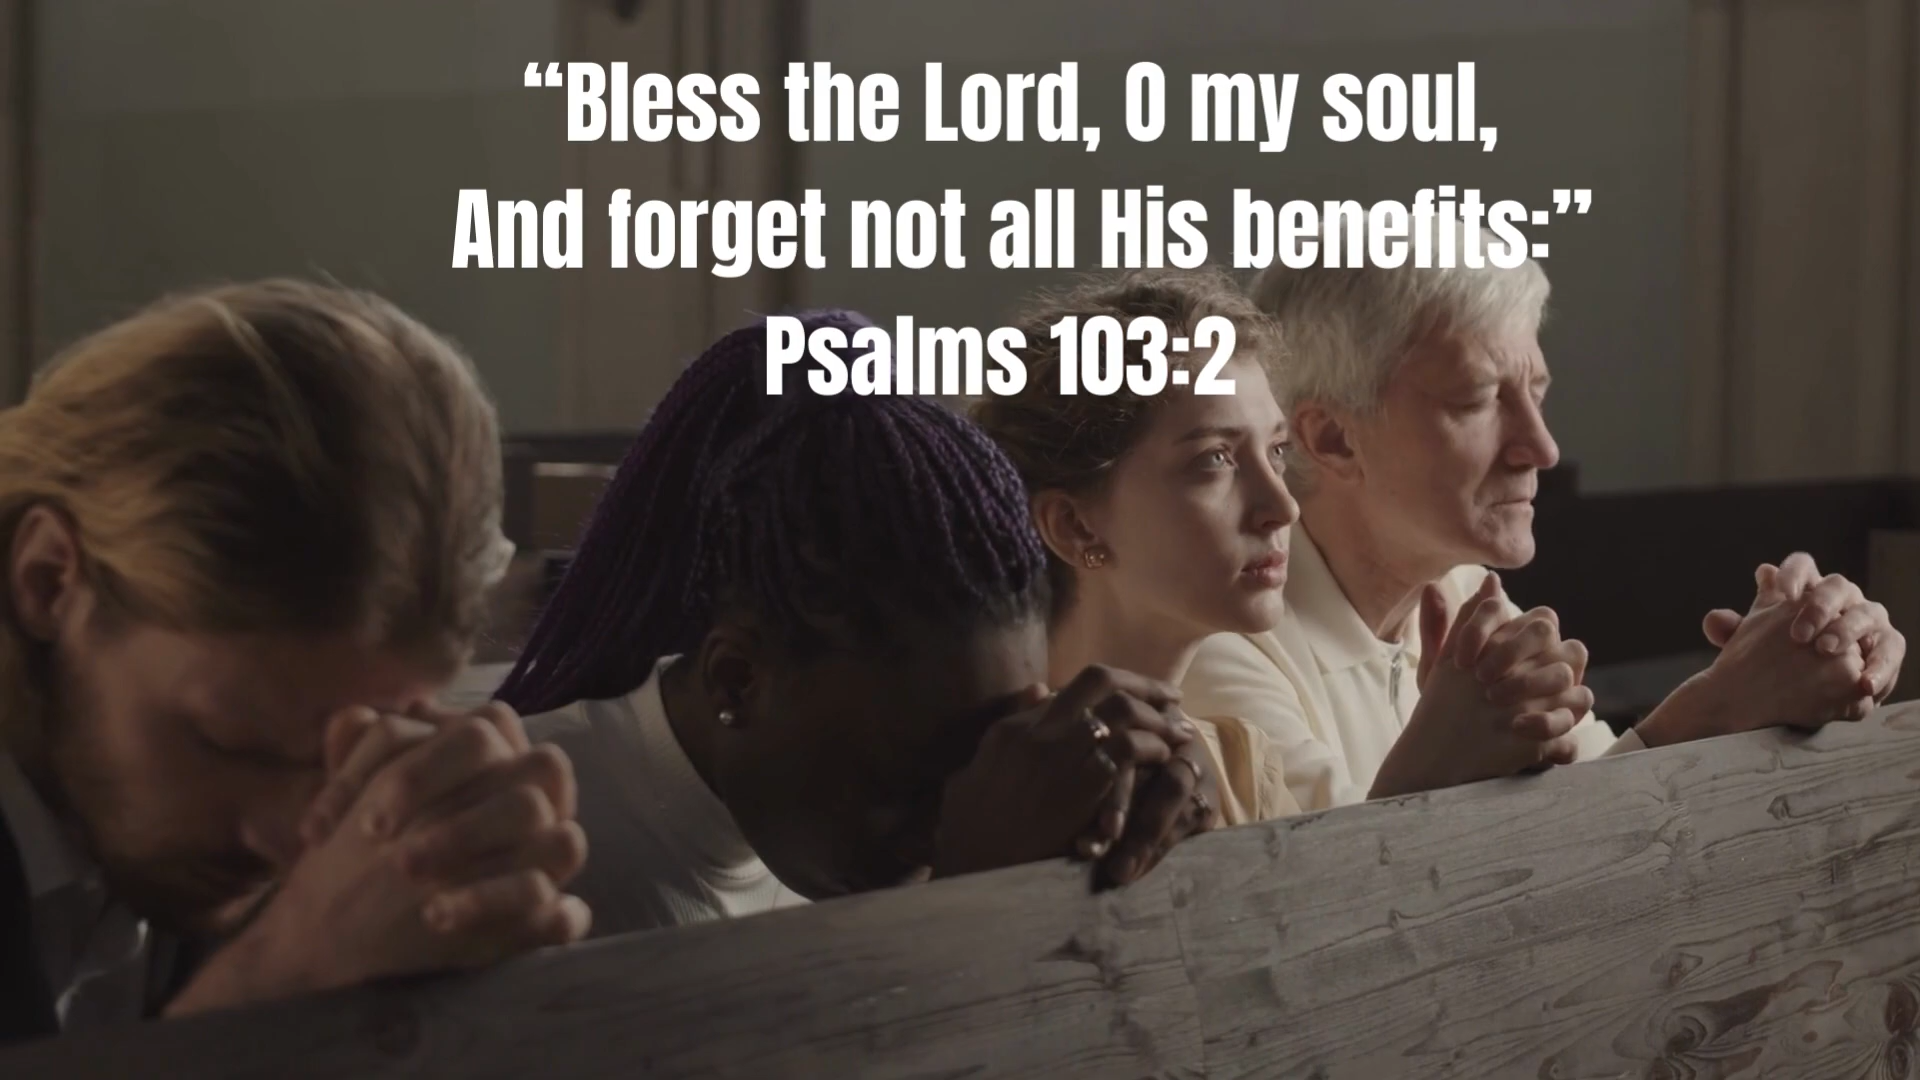 “Bless the Lord, O my soul,
And forget not all His benefits:”
Psalms 103:2